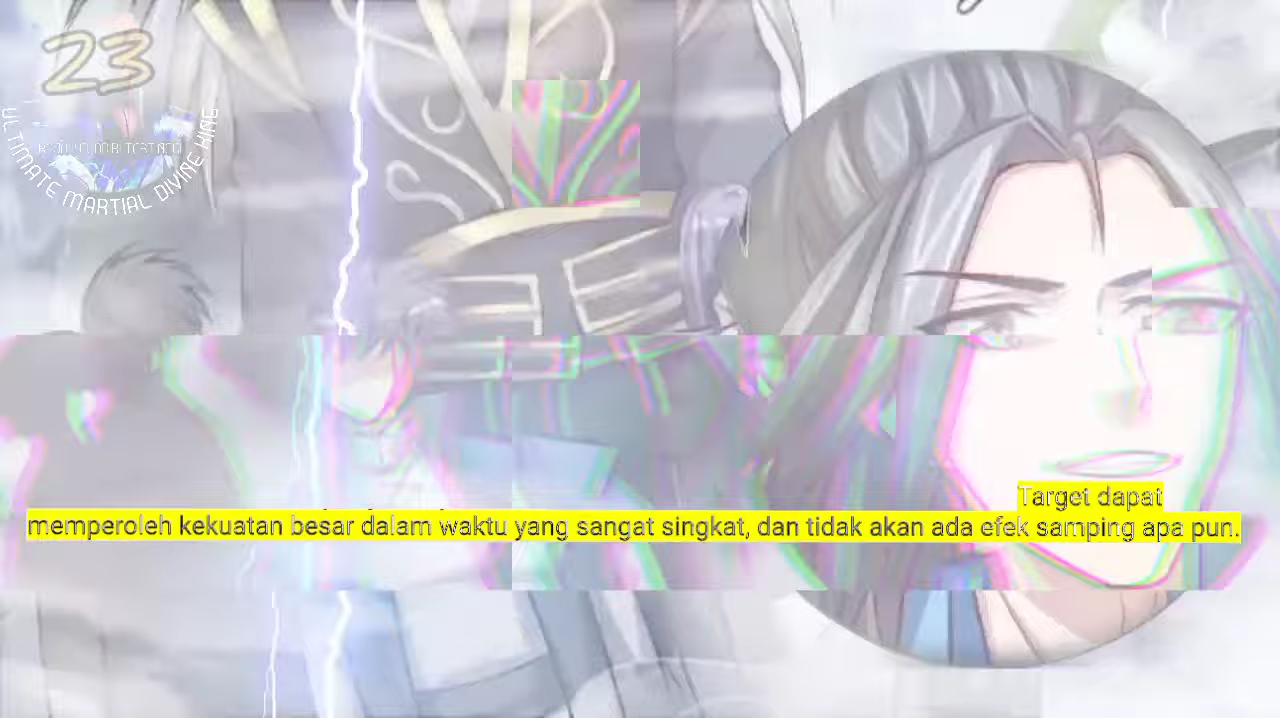 23
ULTIMATE MARTIAL DIVINE KING
Target dapat
memperoleh kekuatan besar dalam waktu yang sangat singkat, dan tidak akan ada efek samping apa pun.